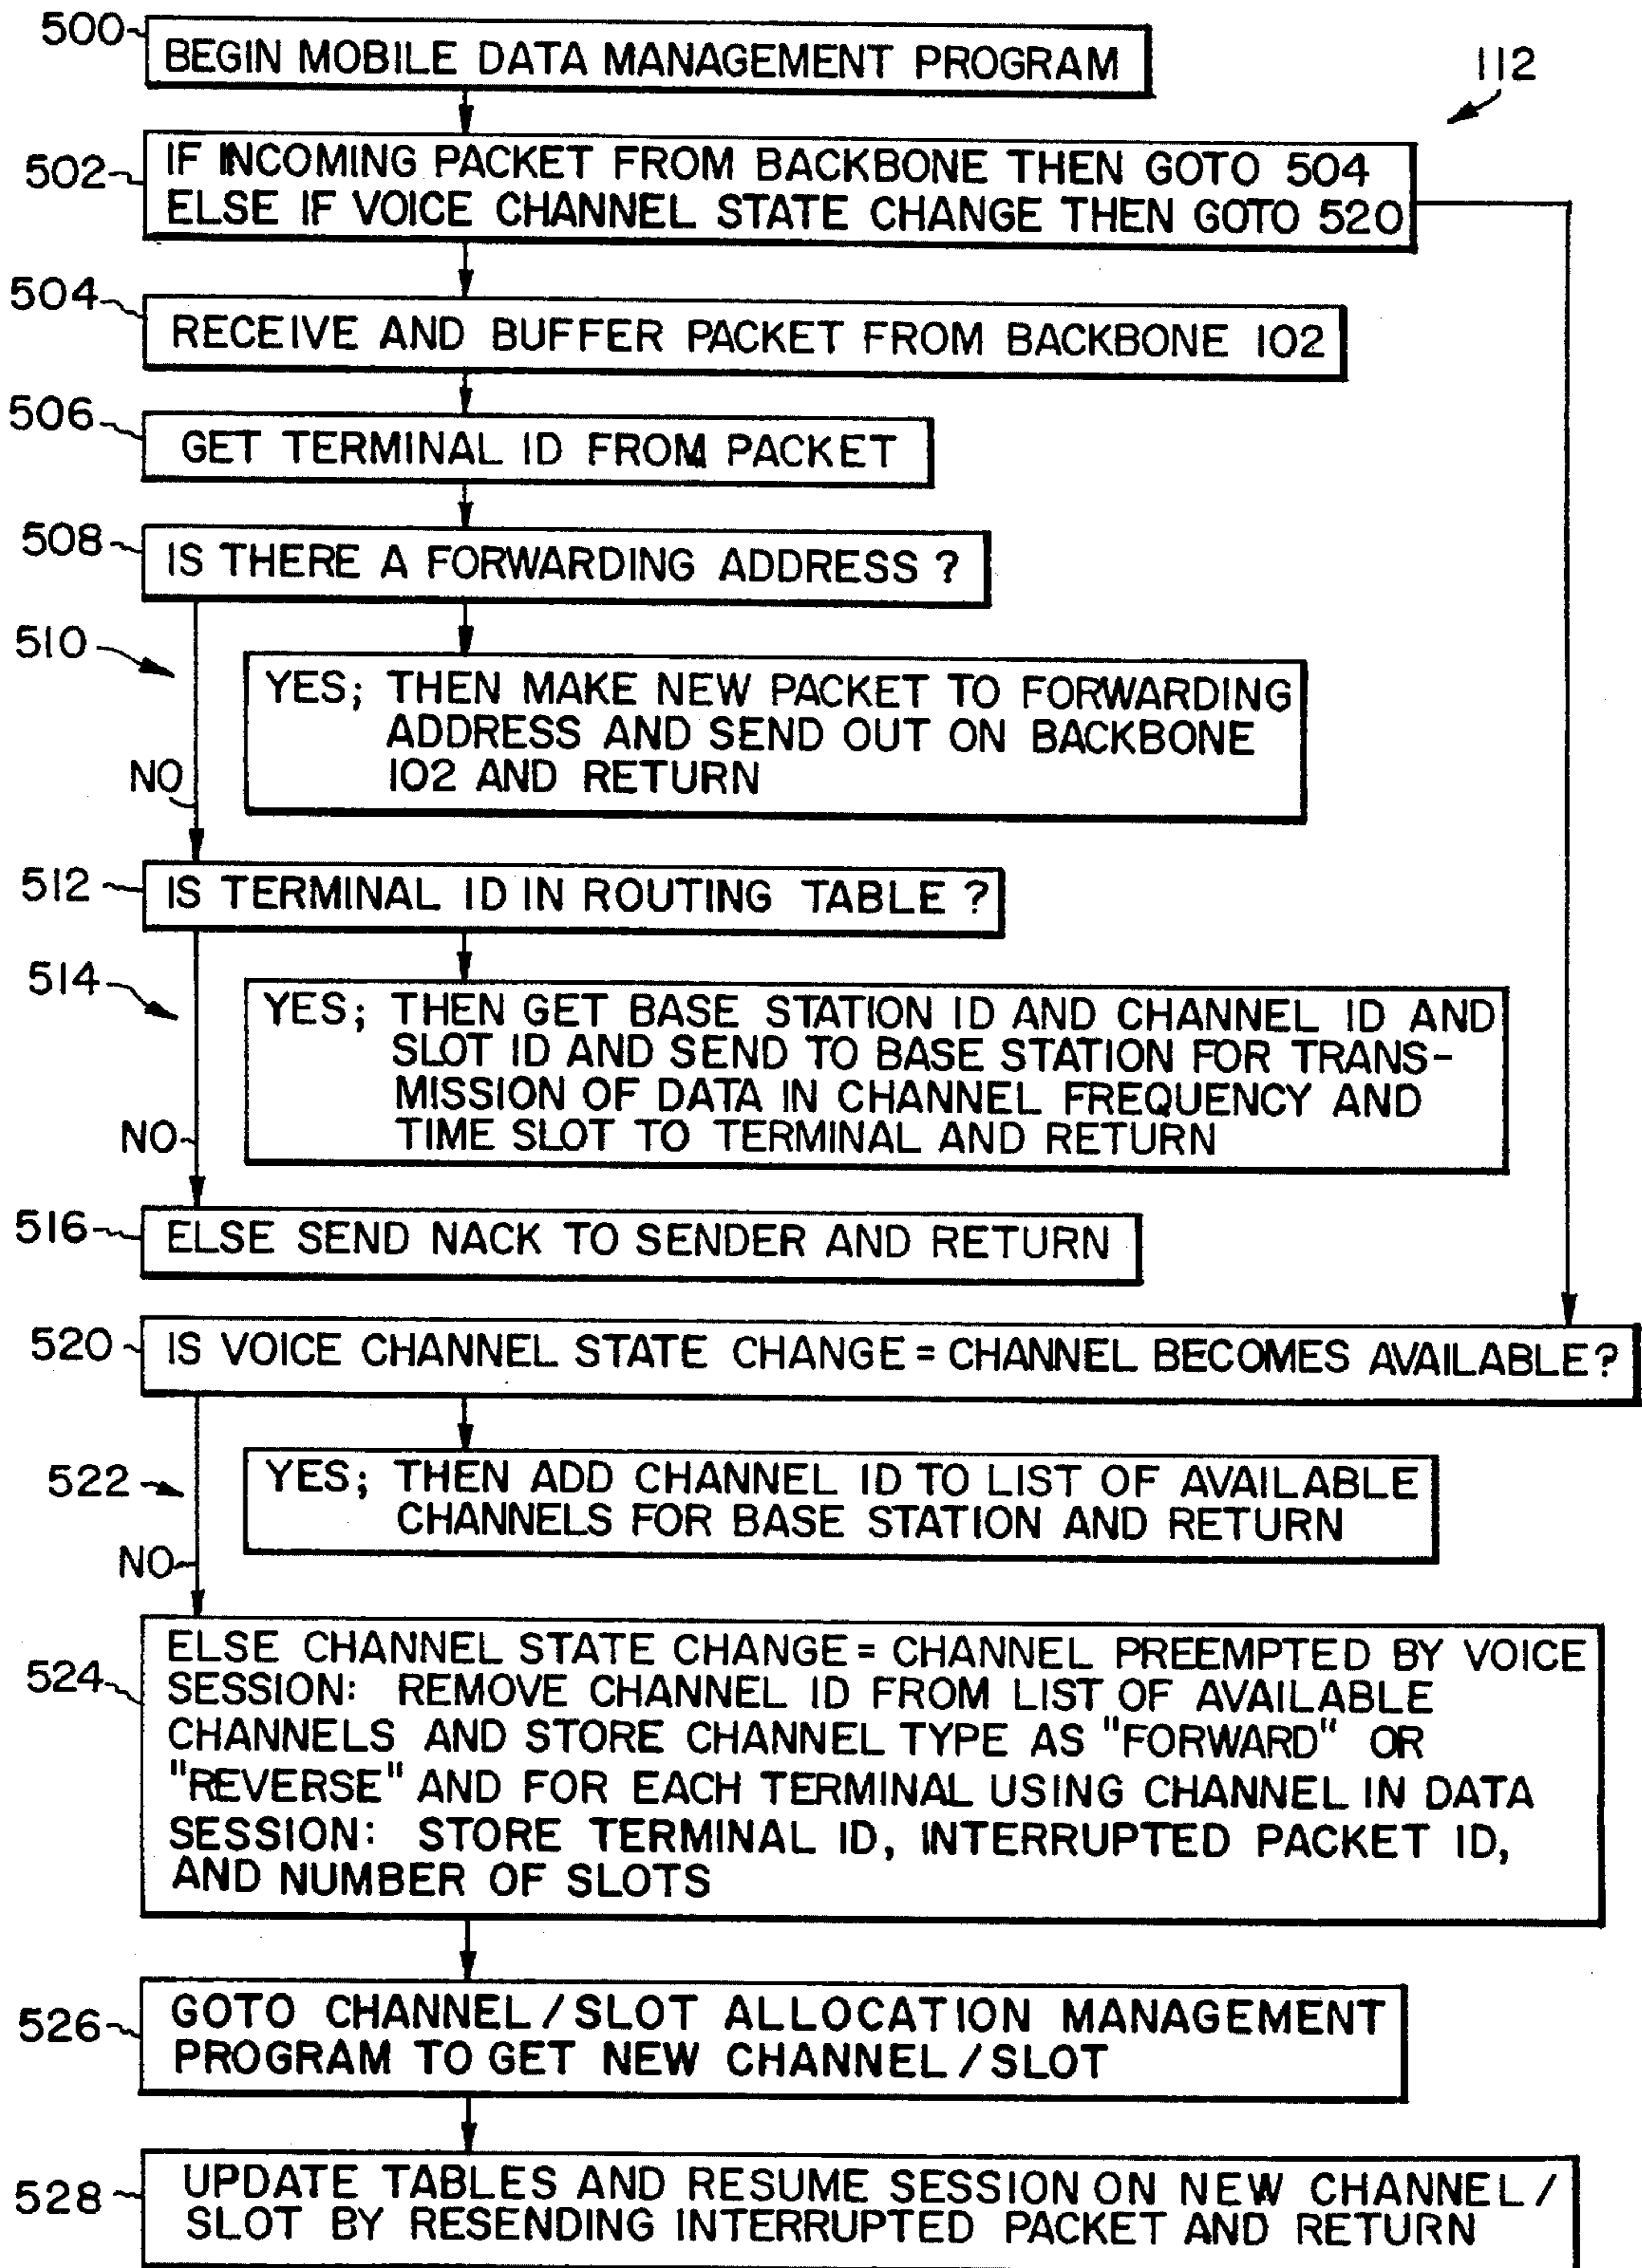 500
BEGIN MOBILE DATA MANAGEMENT PROGRAM
112
502
IF INCOMING PACKET FROM BACKBONE THEN GOTO 504
ELSE IF VOICE CHANNEL STATE CHANGE THEN GOTO 520
504
RECEIVE AND BUFFER PACKET FROM BACKBONE 102
506
GET TERMINAL ID FROM PACKET
508
IS THERE A FORWARDING ADDRESS ?
510
YES; THEN MAKE NEW PACKET TO FORWARDING
ADDRESS AND SEND OUT ON BACKBONE
102 AND RETURN
NO
512
IS TERMINAL ID IN ROUTING TABLE ?
514
YES; THEN GET BASE STATION ID AND CHANNEL ID AND
SLOT ID AND SEND TO BASE STATION FOR TRANS-
MISSION OF DATA IN CHANNEL FREQUENCY AND
TIME SLOT TO TERMINAL AND RETURN
NO
516
ELSE SEND NACK TO SENDER AND RETURN
520
IS VOICE CHANNEL STATE CHANGE = CHANNEL BECOMES AVAILABLE?
522
YES; THEN ADD CHANNEL ID TO LIST OF AVAILABLE
CHANNELS FOR BASE STATION AND RETURN
NO
524
ELSE CHANNEL STATE CHANGE = CHANNEL PREEMPTED BY VOICE
SESSION: REMOVE CHANNEL ID FROM LIST OF AVAILABLE
CHANNELS AND STORE CHANNEL TYPE AS "FORWARD" OR
"REVERSE" AND FOR EACH TERMINAL USING CHANNEL IN DATA
SESSION: STORE TERMINAL ID, INTERRUPTED PACKET ID,
AND NUMBER OF SLOTS
526
GOTO CHANNEL/SLOT ALLOCATION MANAGEMENT
PROGRAM TO GET NEW CHANNEL/SLOT
528
UPDATE TABLES AND RESUME SESSION ON NEW CHANNEL/
SLOT BY RESENDING INTERRUPTED PACKET AND RETURN